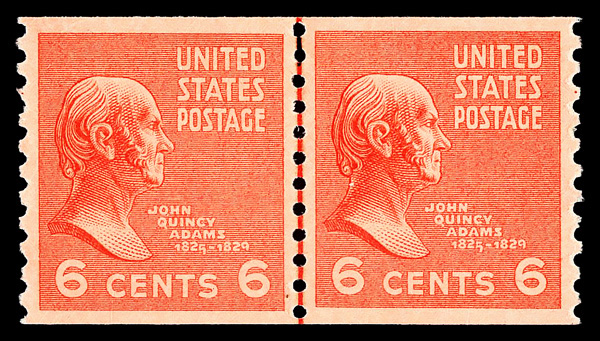 UNITED
STATES
POSTAGE
JOHN
QUINCY
ADAMS
1825-1829
6 CENTS 6
UNITED
STATES
POSTAGE
JOHN
QUINCY
ADAMS
1825-1829
6 CENTS 6